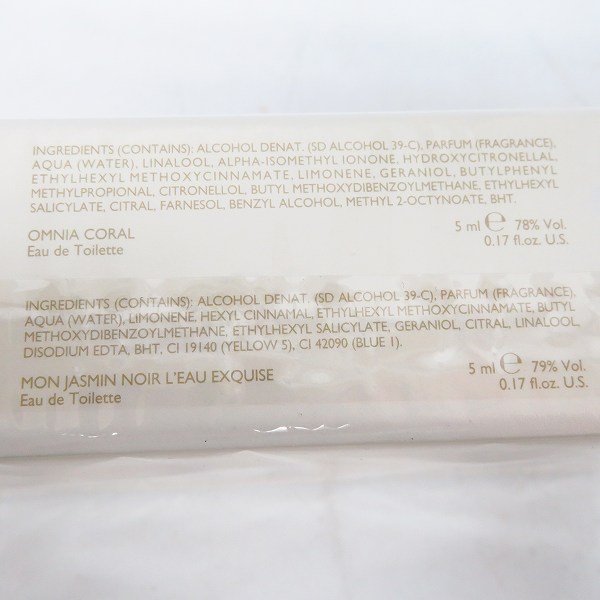 INGREDIENTS (CONTAINS): ALCOHOL DENAT. (SD ALCOHOL 39-C), PARFUM (FRAGRANCE),
AQUA (WATER), LINALOOL, ALPHA-ISOMETHYL IONONE, HYDROXYCITRONELLAL,
ETHYLHEXYL METHOXYCINNAMATE, LIMONENE, GERANIOL, BUTYLPHENYL
METHYLPROPIONAL, CITRONELLOL, BUTYL METHOXYDIBENZOYLMETHANE, ETHYLHEXYL
SALICYLATE, CITRAL, FARNESOL, BENZYL ALCOHOL, METHYL 2-OCTYNOATE, BHT.
OMNIA CORAL
Eau de Toilette
5 ml ℮ 78% Vol.
0.17 fl.oz. U.S.
INGREDIENTS (CONTAINS): ALCOHOL DENAT. (SD ALCOHOL 39-C), PARFUM (FRAGRANCE),
AQUA (WATER), LIMONENE, HEXYL CINNAMAL, ETHYLHEXYL METHOXYCINNAMATE, BUTYL
METHOXYDIBENZOYLMETHANE, ETHYLHEXYL SALICYLATE, GERANIOL, CITRAL, LINALOOL,
DISODIUM EDTA, BHT, CI 19140 (YELLOW 5), CI 42090 (BLUE 1).
MON JASMIN NOIR L'EAU EXQUISE
Eau de Toilette
5 ml ℮ 79% Vol.
0.17 fl.oz. U.S.